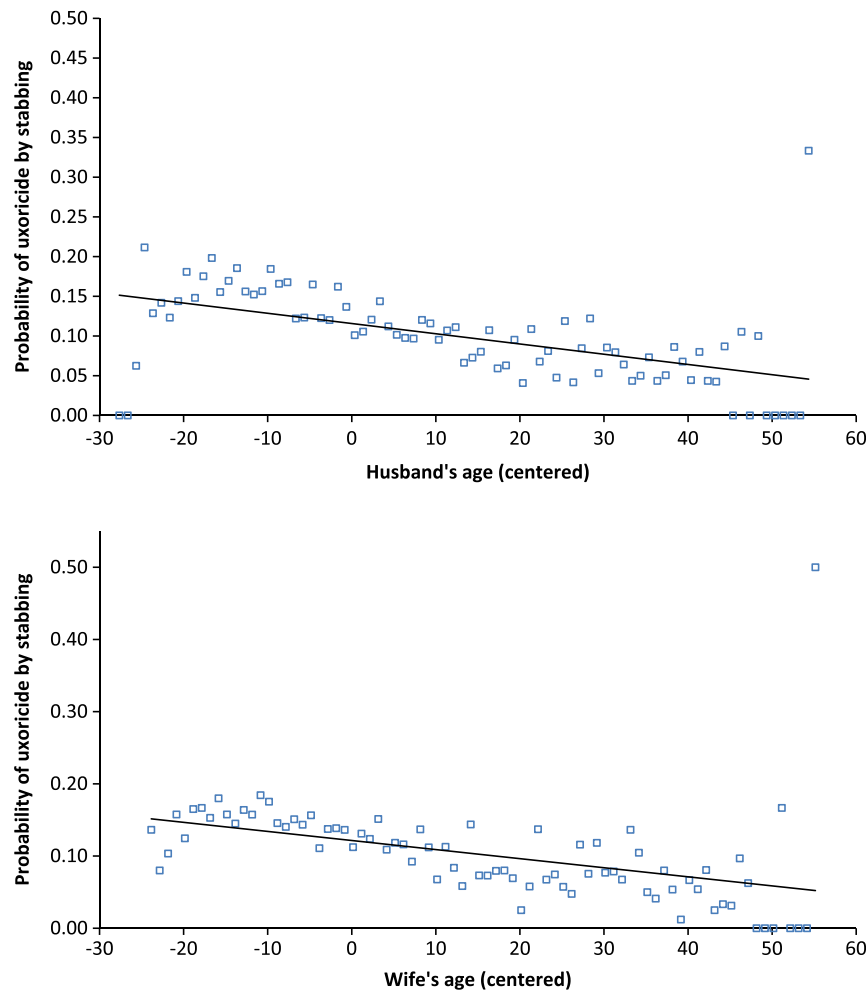 0.50
0.45
0.40
0.35
0.30
0.25
0.20
0.15
0.10
0.05
0.00
Probability of uxoricide by stabbing
-30 -20 -10 0 10 20 30 40 50 60
Husband's age (centered)
0.50
0.40
0.30
0.20
0.10
0.00
Probability of uxoricide by stabbing
-30 -20 -10 0 10 20 30 40 50 60
Wife's age (centered)